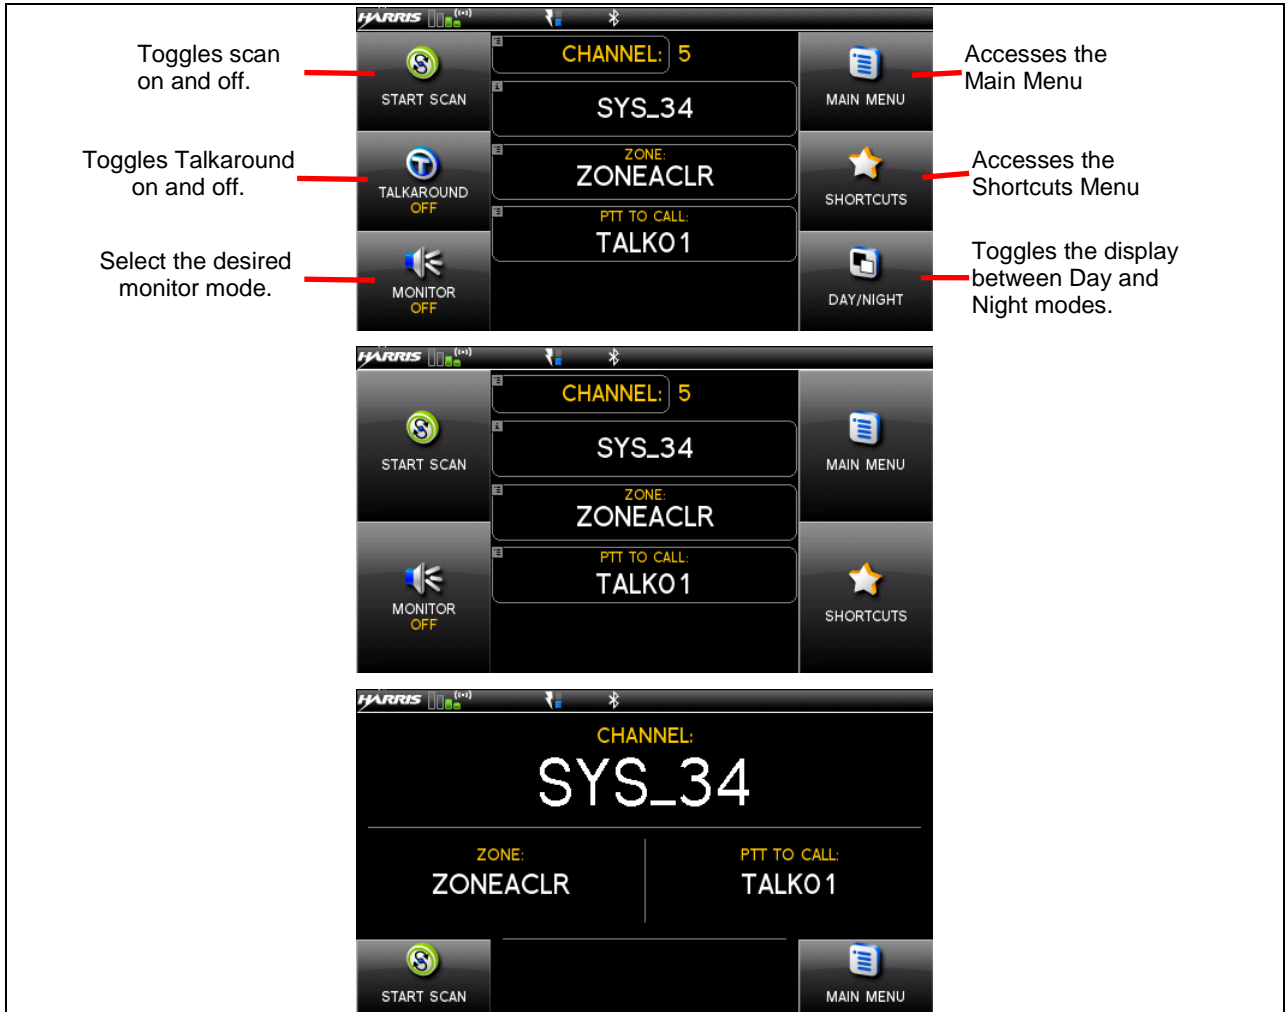 HARRIS
Toggles scan
on and off.
START SCAN
CHANNEL: 5
MAIN MENU
Accesses the
Main Menu
SYS_34
Toggles Talkaround
on and off.
TALKAROUND
OFF
ZONE:
ZONEACLR
SHORTCUTS
Accesses the
Shortcuts Menu
PTT TO CALL:
TALK01
Select the desired
monitor mode.
MONITOR
OFF
DAY/NIGHT
Toggles the display
between Day and
Night modes.
HARRIS
CHANNEL: 5
START SCAN
SYS_34
MAIN MENU
ZONE:
ZONEACLR
PTT TO CALL:
TALK01
MONITOR
OFF
SHORTCUTS
HARRIS
CHANNEL:
SYS_34
ZONE:
ZONEACLR
PTT TO CALL:
TALK01
START SCAN
MAIN MENU